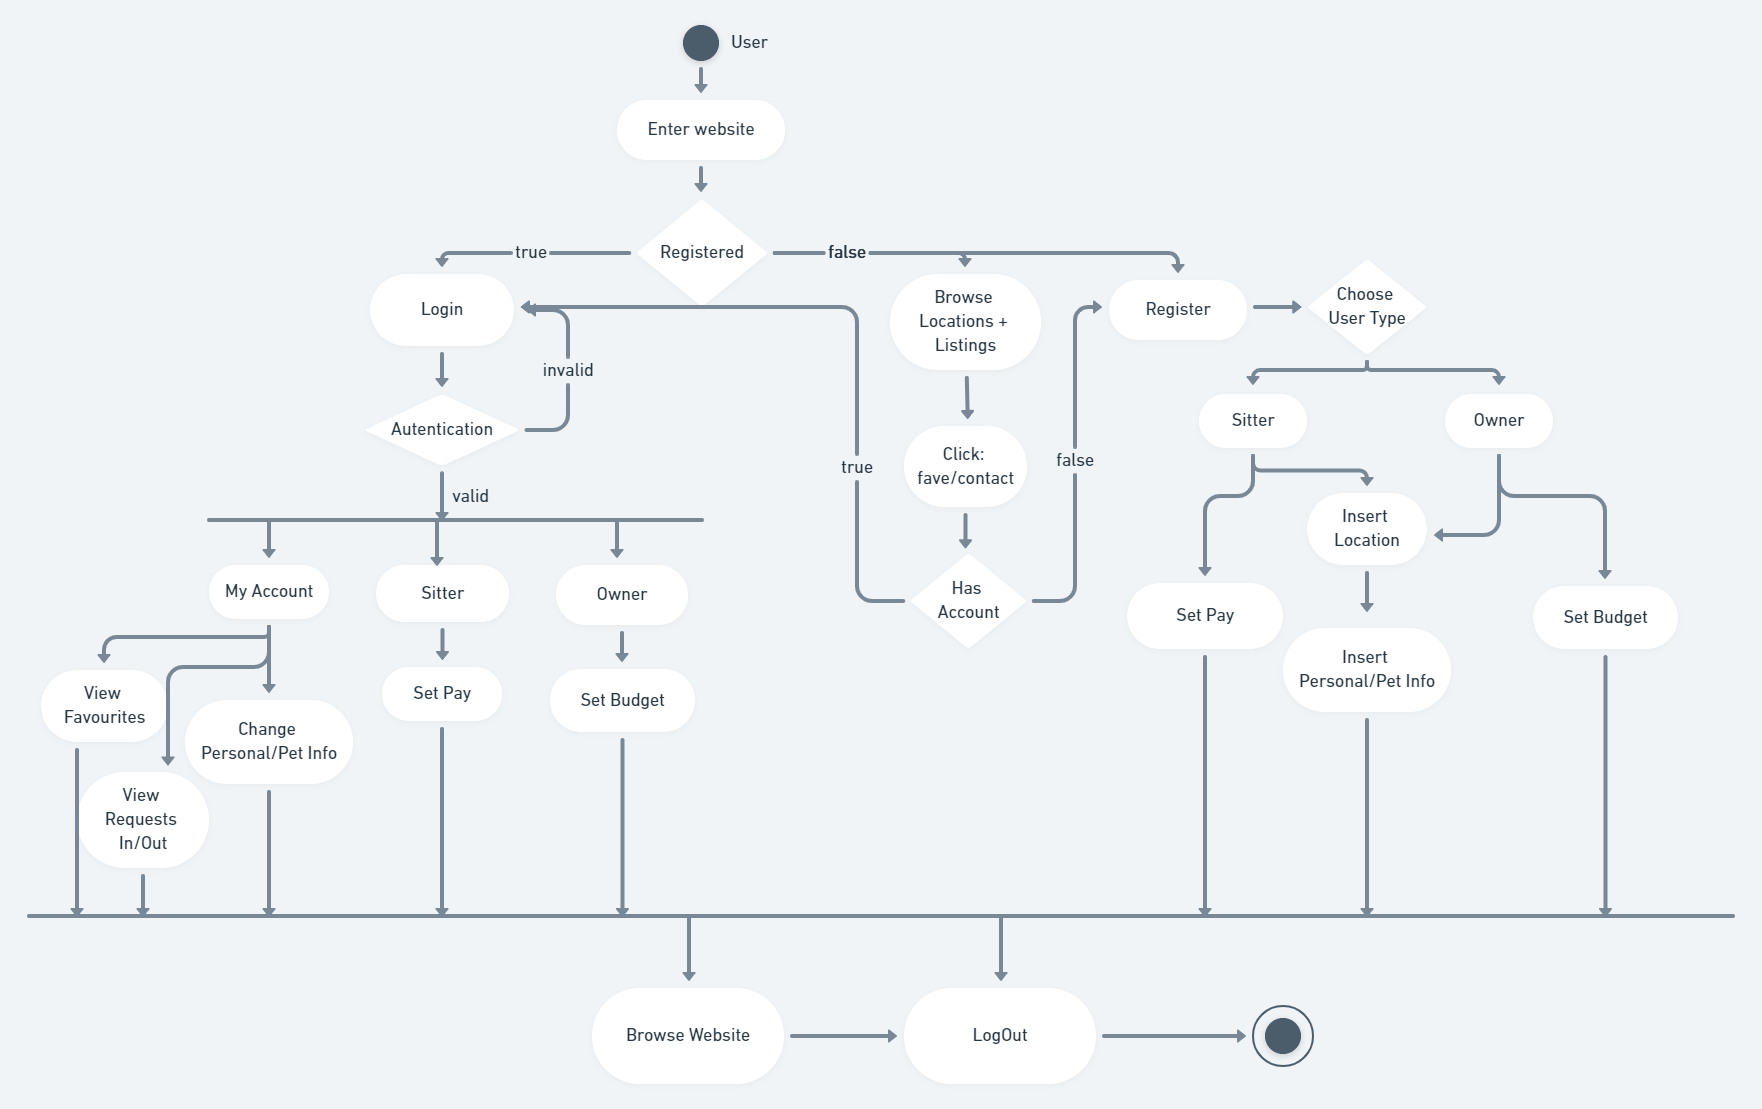 User
Enter website
Registered
true
false
Login
Browse
Locations +
Listings
Register
Choose
User Type
invalid
Autentication
valid
Click:
fave/contact
true
false
Has
Account
Sitter
Owner
Insert
Location
Set Pay
Insert
Personal/Pet Info
Set Budget
My Account
Sitter
Owner
View
Favourites
Change
Personal/Pet Info
Set Pay
Set Budget
View
Requests
In/Out
Browse Website
LogOut